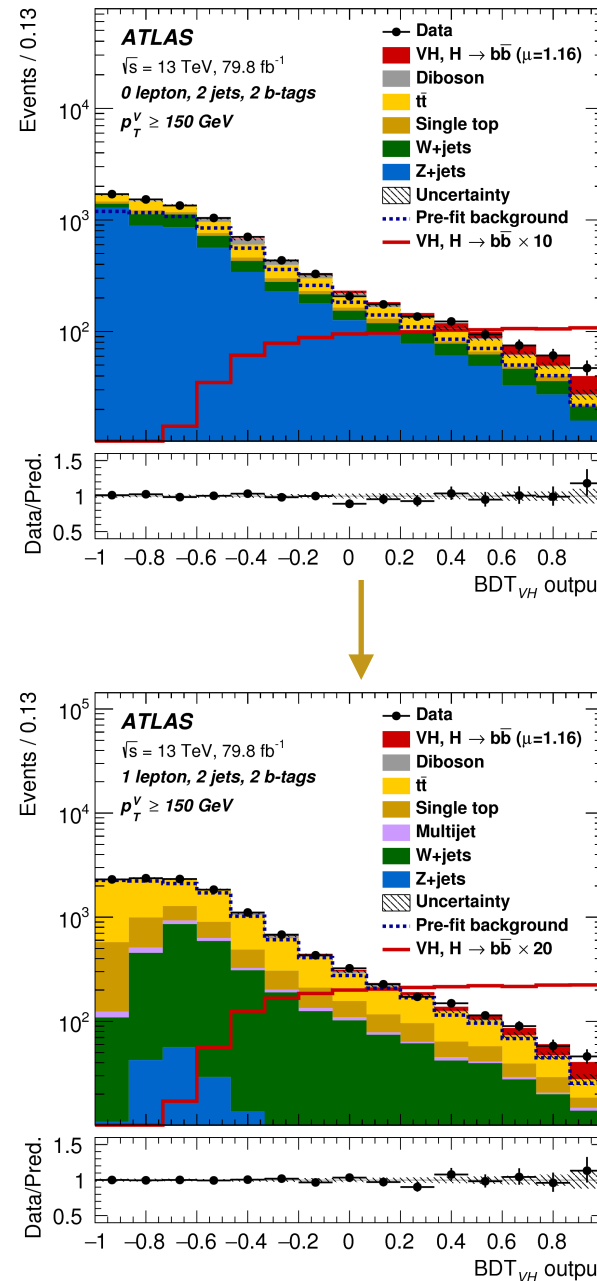 Events / 0.13
ATLAS
√s = 13 TeV, 79.8 fb⁻¹
0 lepton, 2 jets, 2 b-tags
p_T^V ≥ 150 GeV
Data
VH, H → bb̅ (μ=1.16)
Diboson
tt̅
Single top
W+jets
Z+jets
Uncertainty
Pre-fit background
VH, H → bb̅ × 10
10⁴
10³
10²
Data/Pred.
1.5
1
0.5
−1 −0.8 −0.6 −0.4 −0.2 0 0.2 0.4 0.6 0.8
BDT_VH outpu
Events / 0.13
ATLAS
√s = 13 TeV, 79.8 fb⁻¹
1 lepton, 2 jets, 2 b-tags
p_T^V ≥ 150 GeV
Data
VH, H → bb̅ (μ=1.16)
Diboson
tt̅
Single top
Multijet
W+jets
Z+jets
Uncertainty
Pre-fit background
VH, H → bb̅ × 20
10⁵
10⁴
10³
10²
Data/Pred.
1.5
1
0.5
−1 −0.8 −0.6 −0.4 −0.2 0 0.2 0.4 0.6 0.8
BDT_VH outpu